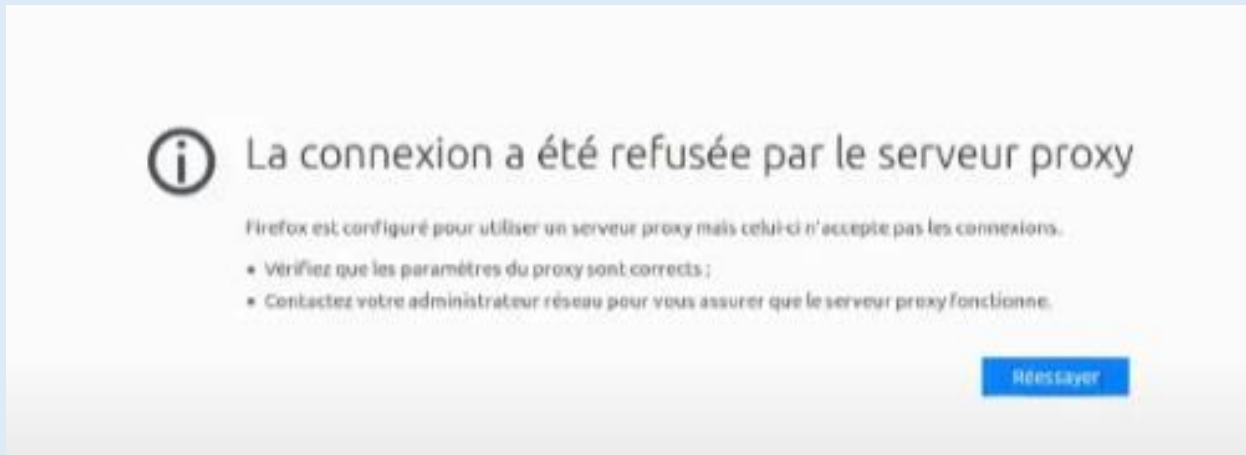 La connexion a été refusée par le serveur proxy
Firefox est configuré pour utiliser un serveur proxy mais celui-ci n'accepte pas les connexions.
• Vérifiez que les paramètres du proxy sont corrects ;
• Contactez votre administrateur réseau pour vous assurer que le serveur proxy fonctionne.
Réessayer